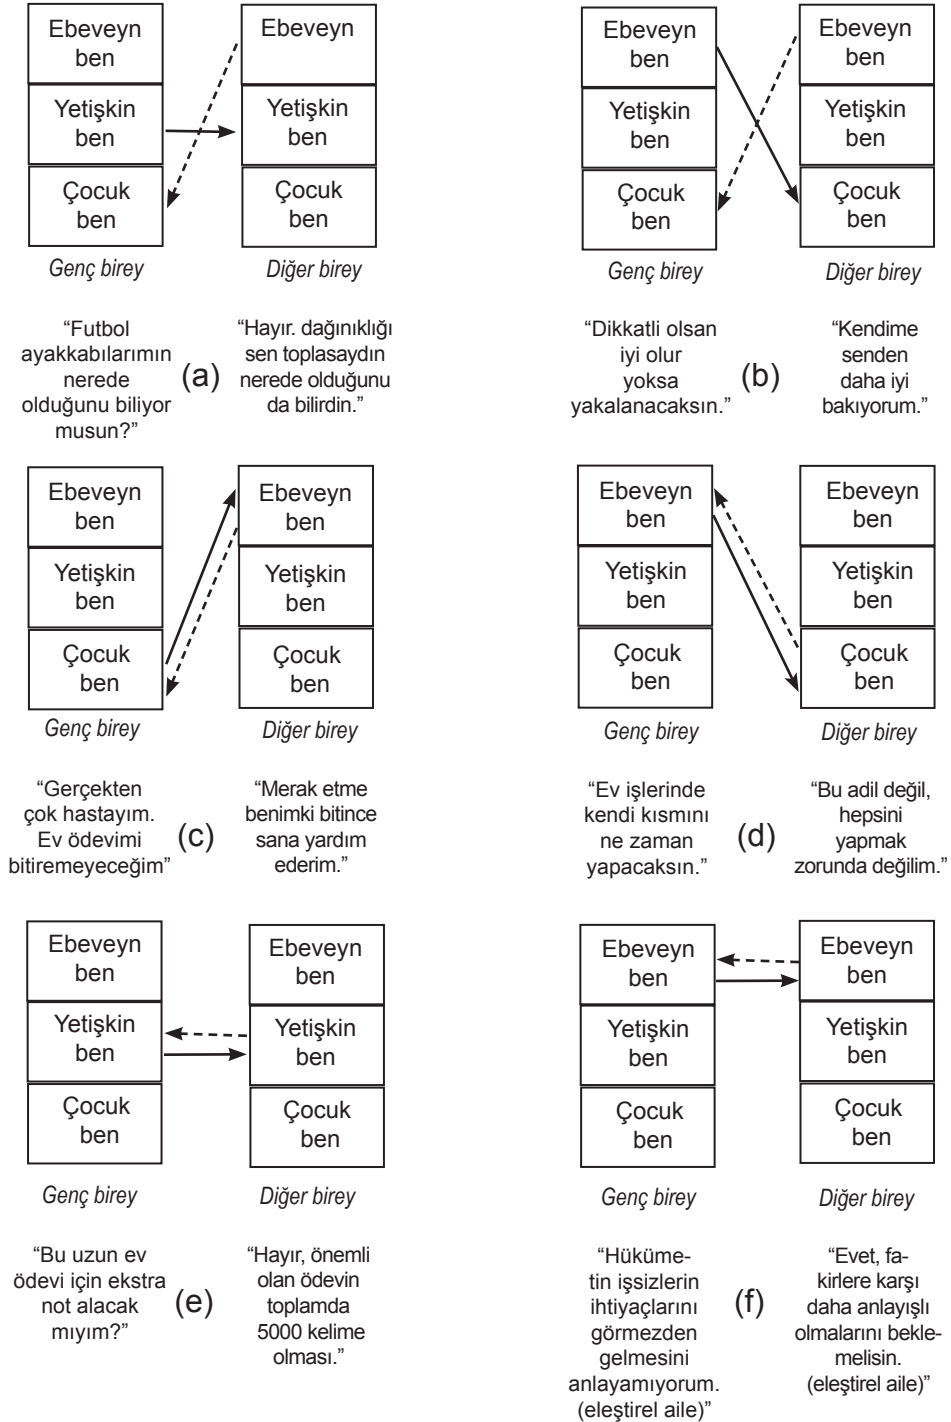 Ebeveyn
ben
Yetişkin
ben
Çocuk
ben
Genç birey
Ebeveyn
Yetişkin
ben
Çocuk
ben
Diğer birey
“Futbol
ayakkabılarımın
nerede
olduğunu biliyor
musun?”
(a)
“Hayır. dağınıklığı
sen toplasaydın
nerede olduğunu
da bilirdin.”
Ebeveyn
ben
Yetişkin
ben
Çocuk
ben
Genç birey
Ebeveyn
ben
Yetişkin
ben
Çocuk
ben
Diğer birey
“Dikkatli olsan
iyi olur
yoksa
yakalanacaksın.”
(b)
“Kendime
senden
daha iyi
bakıyorum.”
Ebeveyn
ben
Yetişkin
ben
Çocuk
ben
Genç birey
Ebeveyn
ben
Yetişkin
ben
Çocuk
ben
Diğer birey
“Gerçekten
çok hastayım.
Ev ödevimi
bitiremeyeceğim”
(c)
“Merak etme
benimki bitince
sana yardım
ederim.”
Ebeveyn
ben
Yetişkin
ben
Çocuk
ben
Genç birey
Ebeveyn
ben
Yetişkin
ben
Çocuk
ben
Diğer birey
“Ev işlerinde
kendi kısmını
ne zaman
yapacaksın.”
(d)
“Bu adil değil,
hepsini
yapmak
zorunda değilim.”
Ebeveyn
ben
Yetişkin
ben
Çocuk
ben
Genç birey
Ebeveyn
ben
Yetişkin
ben
Çocuk
ben
Diğer birey
“Bu uzun ev
ödevi için ekstra
not alacak
mıyım?”
(e)
“Hayır, önemli
olan ödevin
toplamda
5000 kelime
olması.”
Ebeveyn
ben
Yetişkin
ben
Çocuk
ben
Genç birey
Ebeveyn
ben
Yetişkin
ben
Çocuk
ben
Diğer birey
“Hüküme-
tin işsizlerin
ihtiyaçlarını
görmezden
gelmesini
anlayamıyorum.
(eleştirel aile)”
(f)
“Evet, fa-
kirlere karşı
daha anlayışlı
olmalarını bekle-
melisin.
(eleştirel aile)”